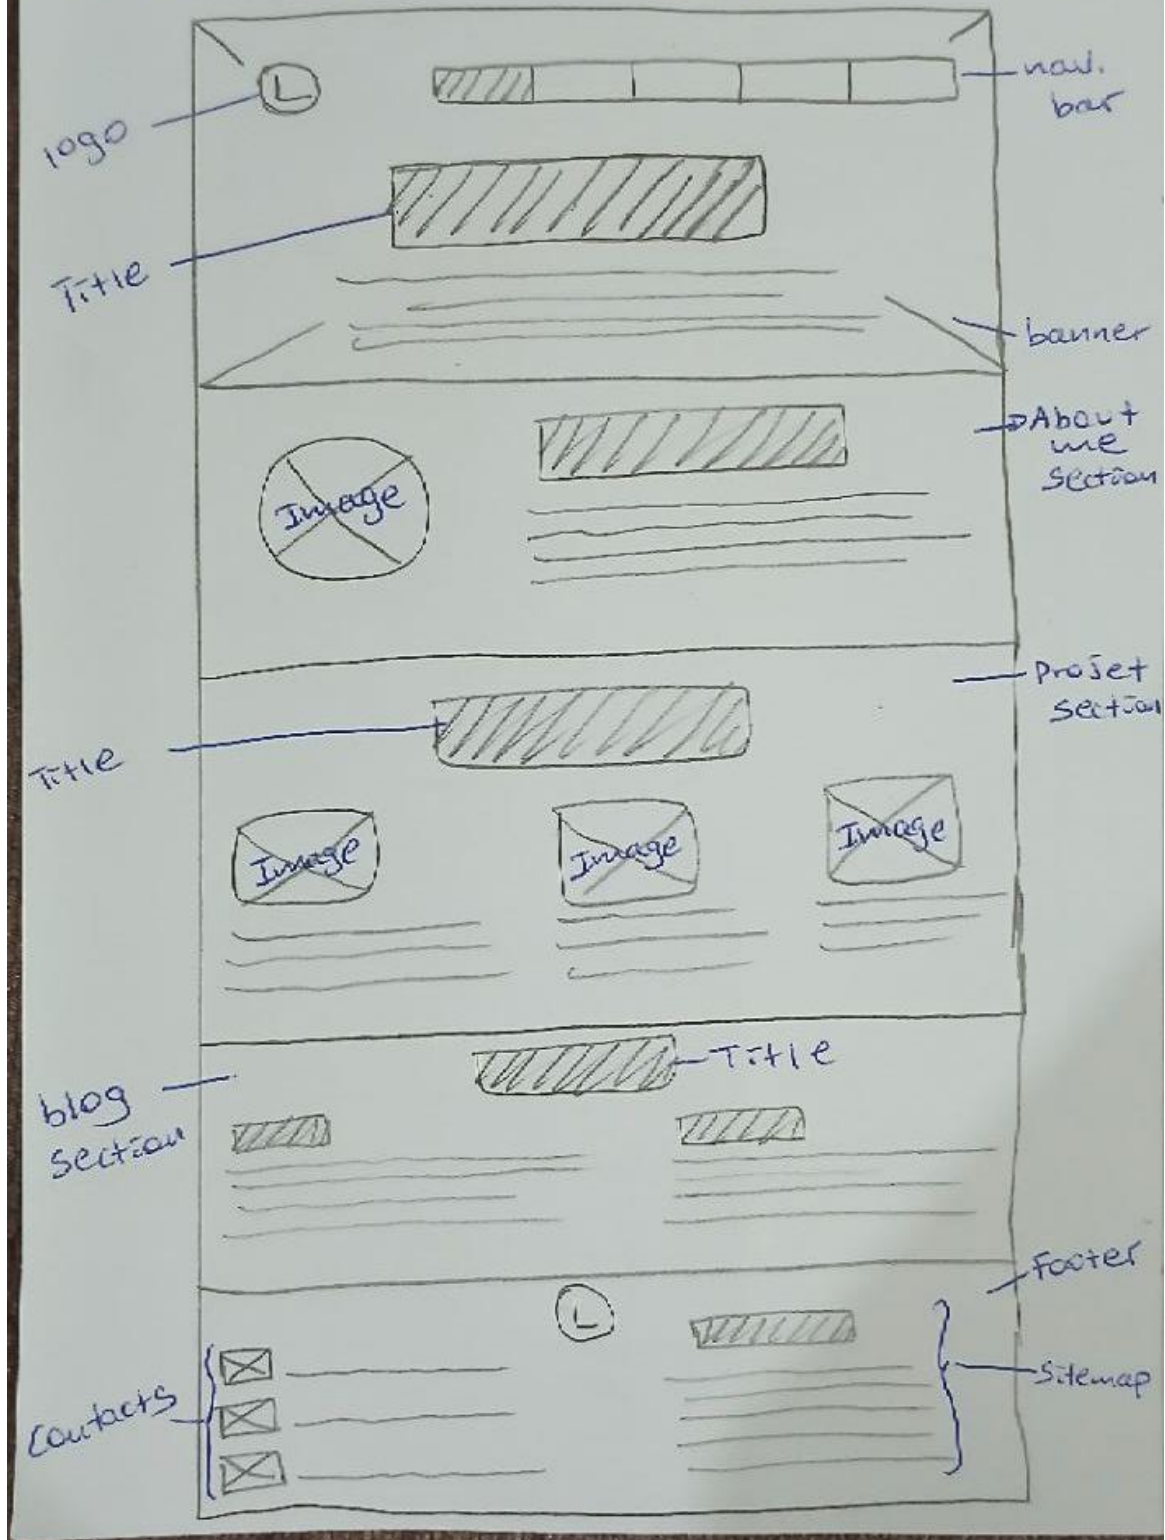 L
logo
nav.
bar
Title
banner
About
me
section
Image
Projet
section
Title
Image
Image
Image
Title
blog
section
Footer
L
Contacts
Sitemap